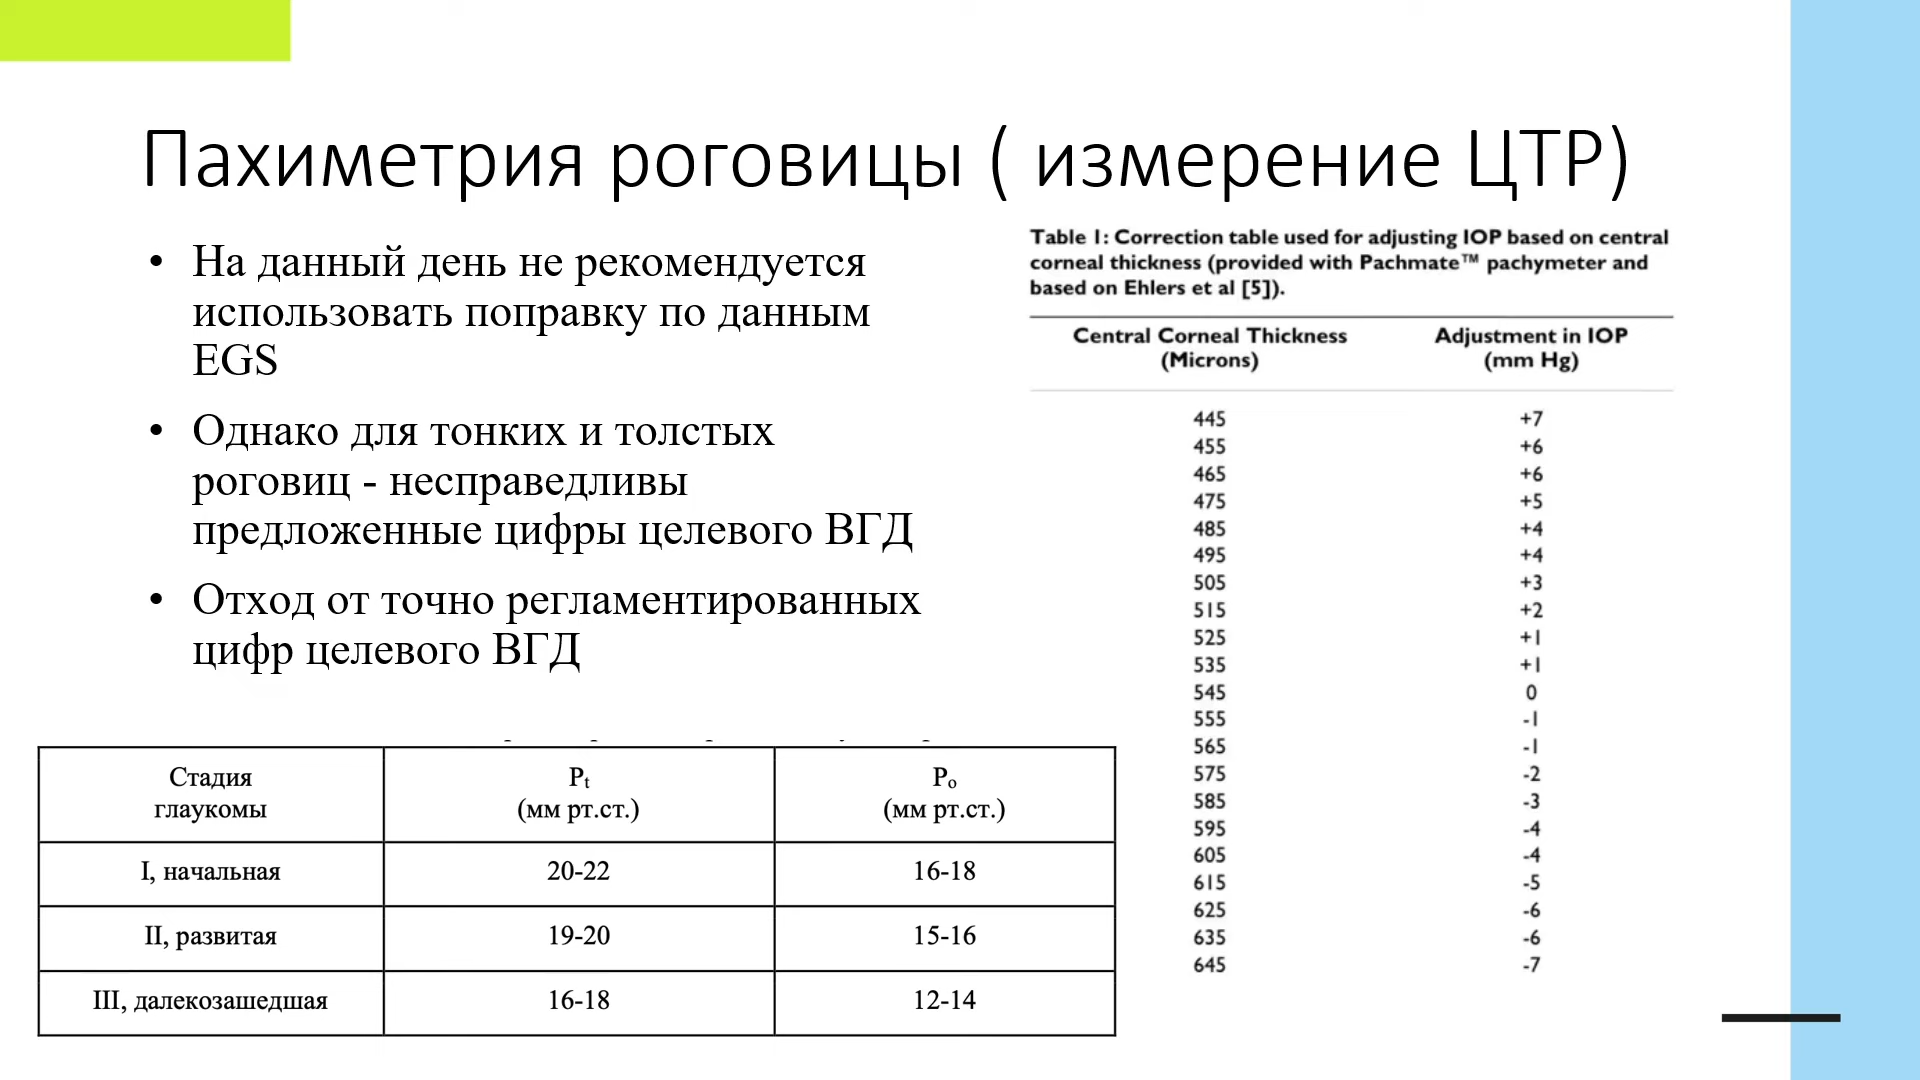 Пахиметрия роговицы ( измерение ЦТР)
• На данный день не рекомендуется
использовать поправку по данным
EGS
• Однако для тонких и толстых
роговиц - несправедливы
предложенные цифры целевого ВГД
• Отход от точно регламентированных
цифр целевого ВГД
Table 1: Correction table used for adjusting IOP based on central
corneal thickness (provided with Pachmate™ pachymeter and
based on Ehlers et al [5]).
Central Corneal Thickness (Microns) Adjustment in IOP (mm Hg)
445 +7
455 +6
465 +6
475 +5
485 +4
495 +4
505 +3
515 +2
525 +1
535 +1
545 0
555 -1
565 -1
575 -2
585 -3
595 -4
605 -4
615 -5
625 -6
635 -6
645 -7
Стадия глаукомы Pt (мм рт.ст.) Po (мм рт.ст.)
I, начальная 20-22 16-18
II, развитая 19-20 15-16
III, далекозашедшая 16-18 12-14